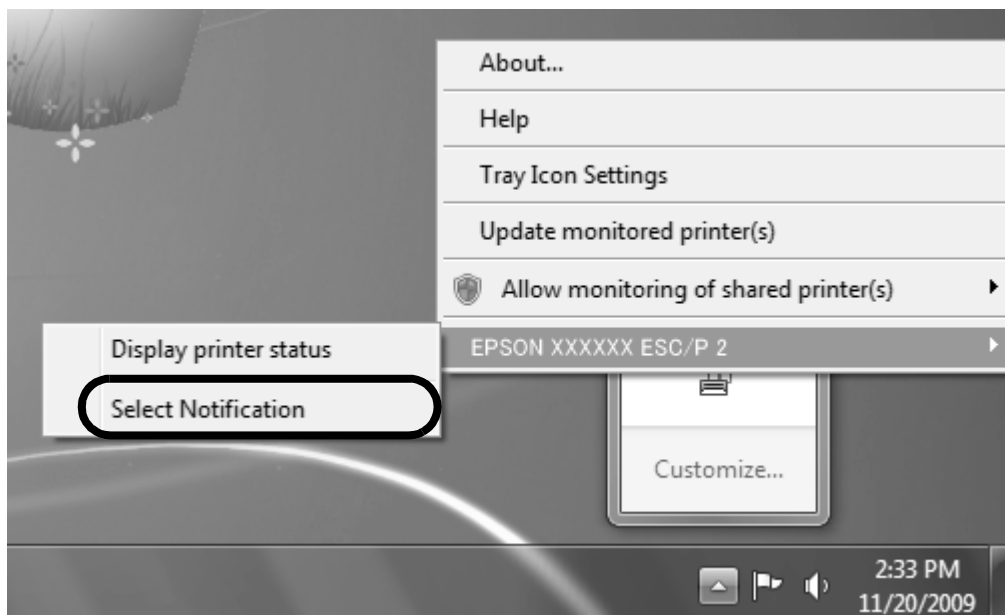 About...
Help
Tray Icon Settings
Update monitored printer(s)
Allow monitoring of shared printer(s)
EPSON XXXXXX ESC/P 2
Display printer status
Select Notification
Customize...
2:33 PM
11/20/2009